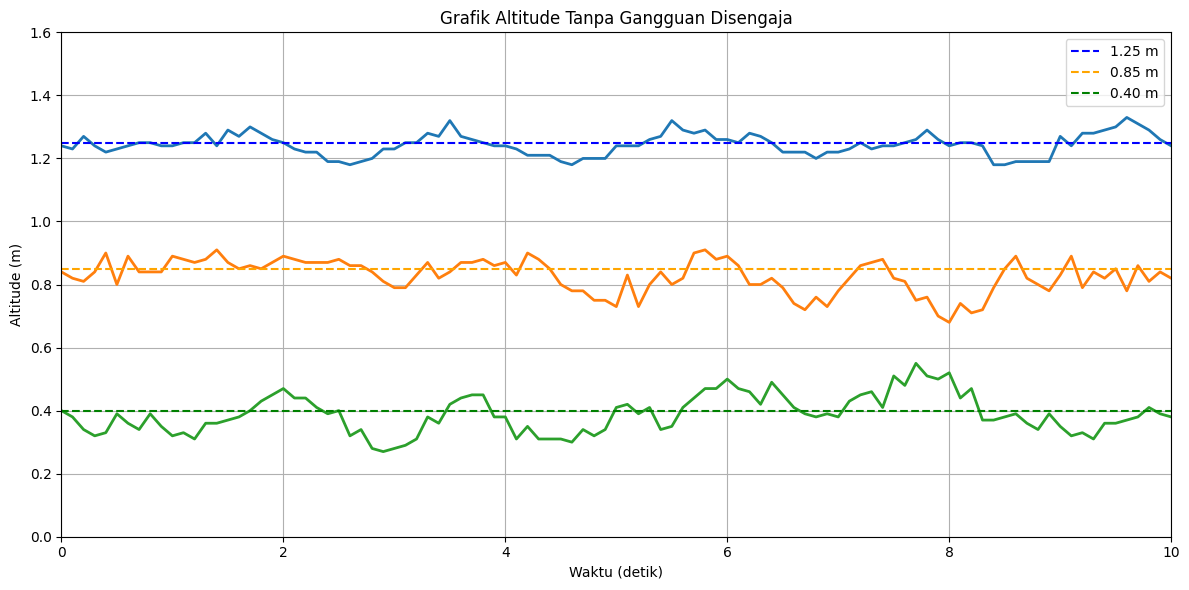 Grafik Altitude Tanpa Gangguan Disengaja
1.6
1.4
1.2
1.0
0.8
0.6
0.4
0.2
0.0
Altitude (m)
1.25 m
0.85 m
0.40 m
0
2
4
6
8
10
Waktu (detik)